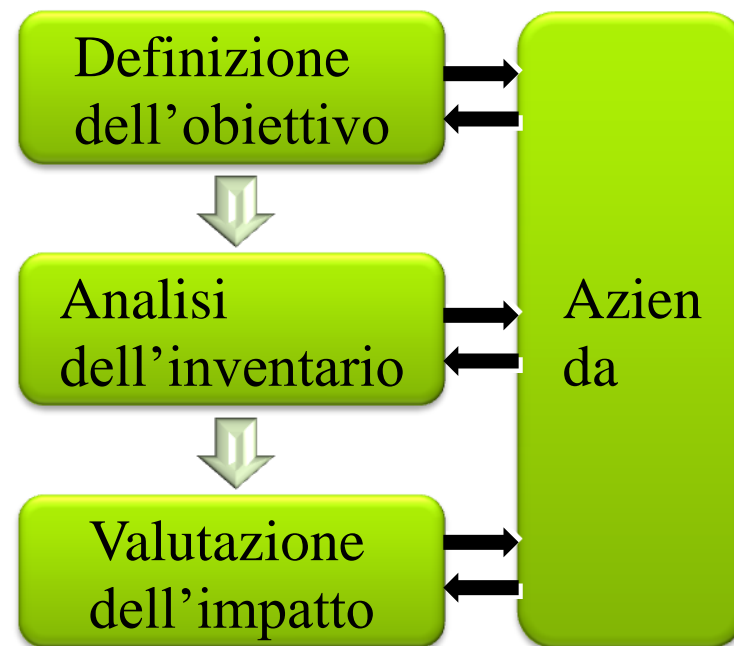 Definizione
dell’obiettivo
Analisi
dell’inventario
Valutazione
dell’impatto
Azien
da